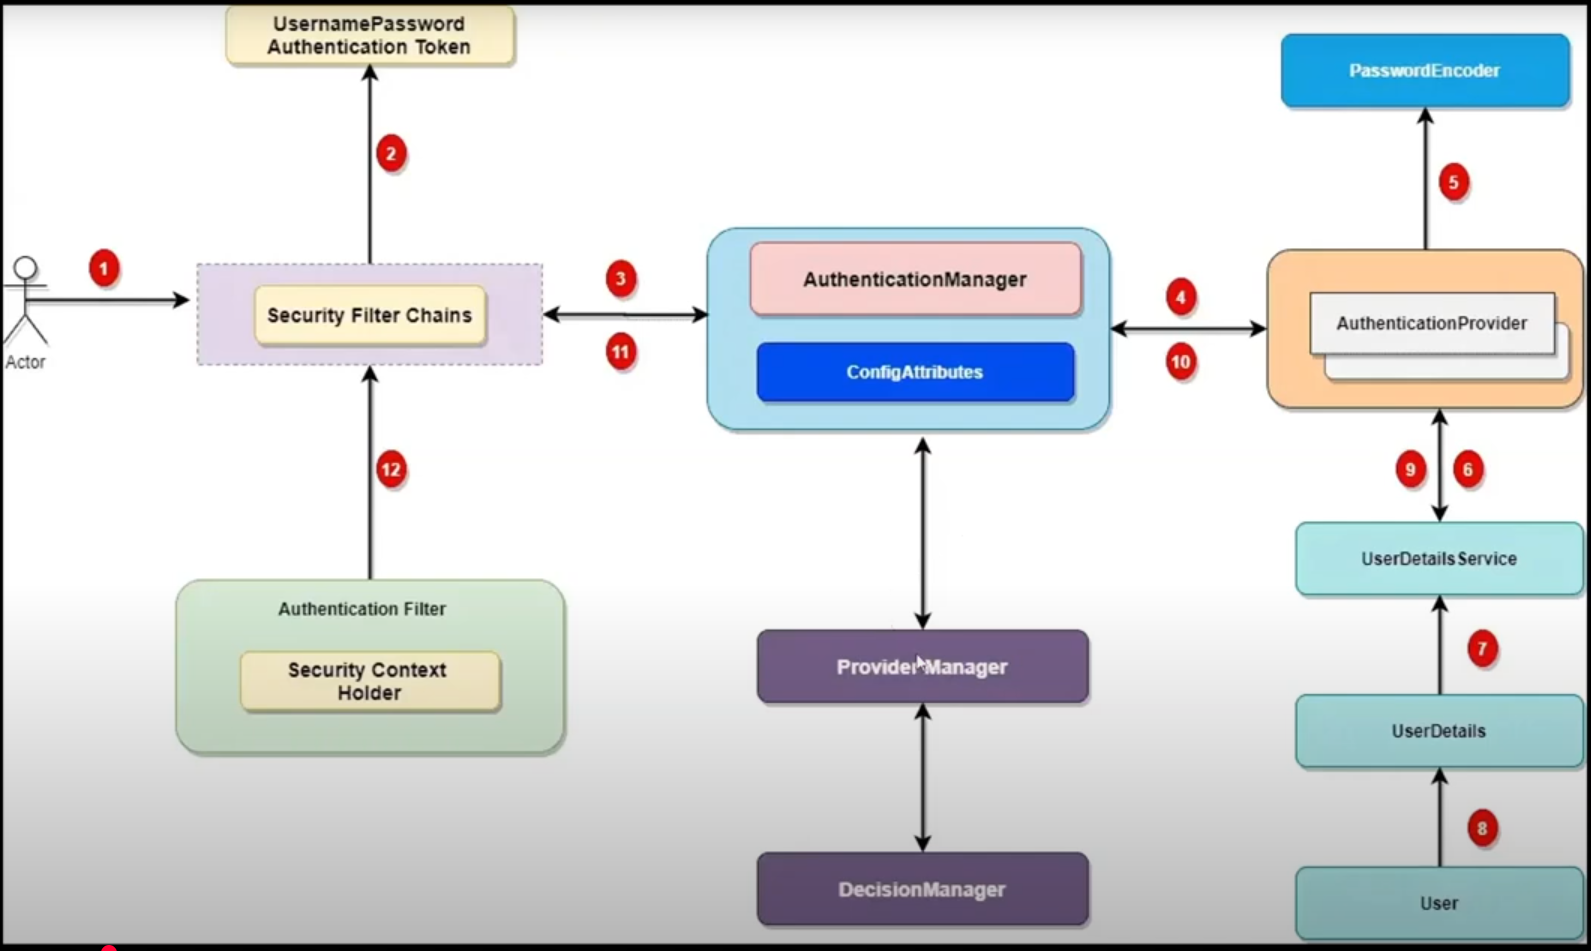 UsernamePassword
Authentication Token
PasswordEncoder
2
5
1
3
4
AuthenticationManager
Security Filter Chains
AuthenticationProvider
11
10
Actor
ConfigAttributes
12
9
6
UserDetailsService
Authentication Filter
7
Security Context
Holder
ProviderManager
UserDetails
8
DecisionManager
User